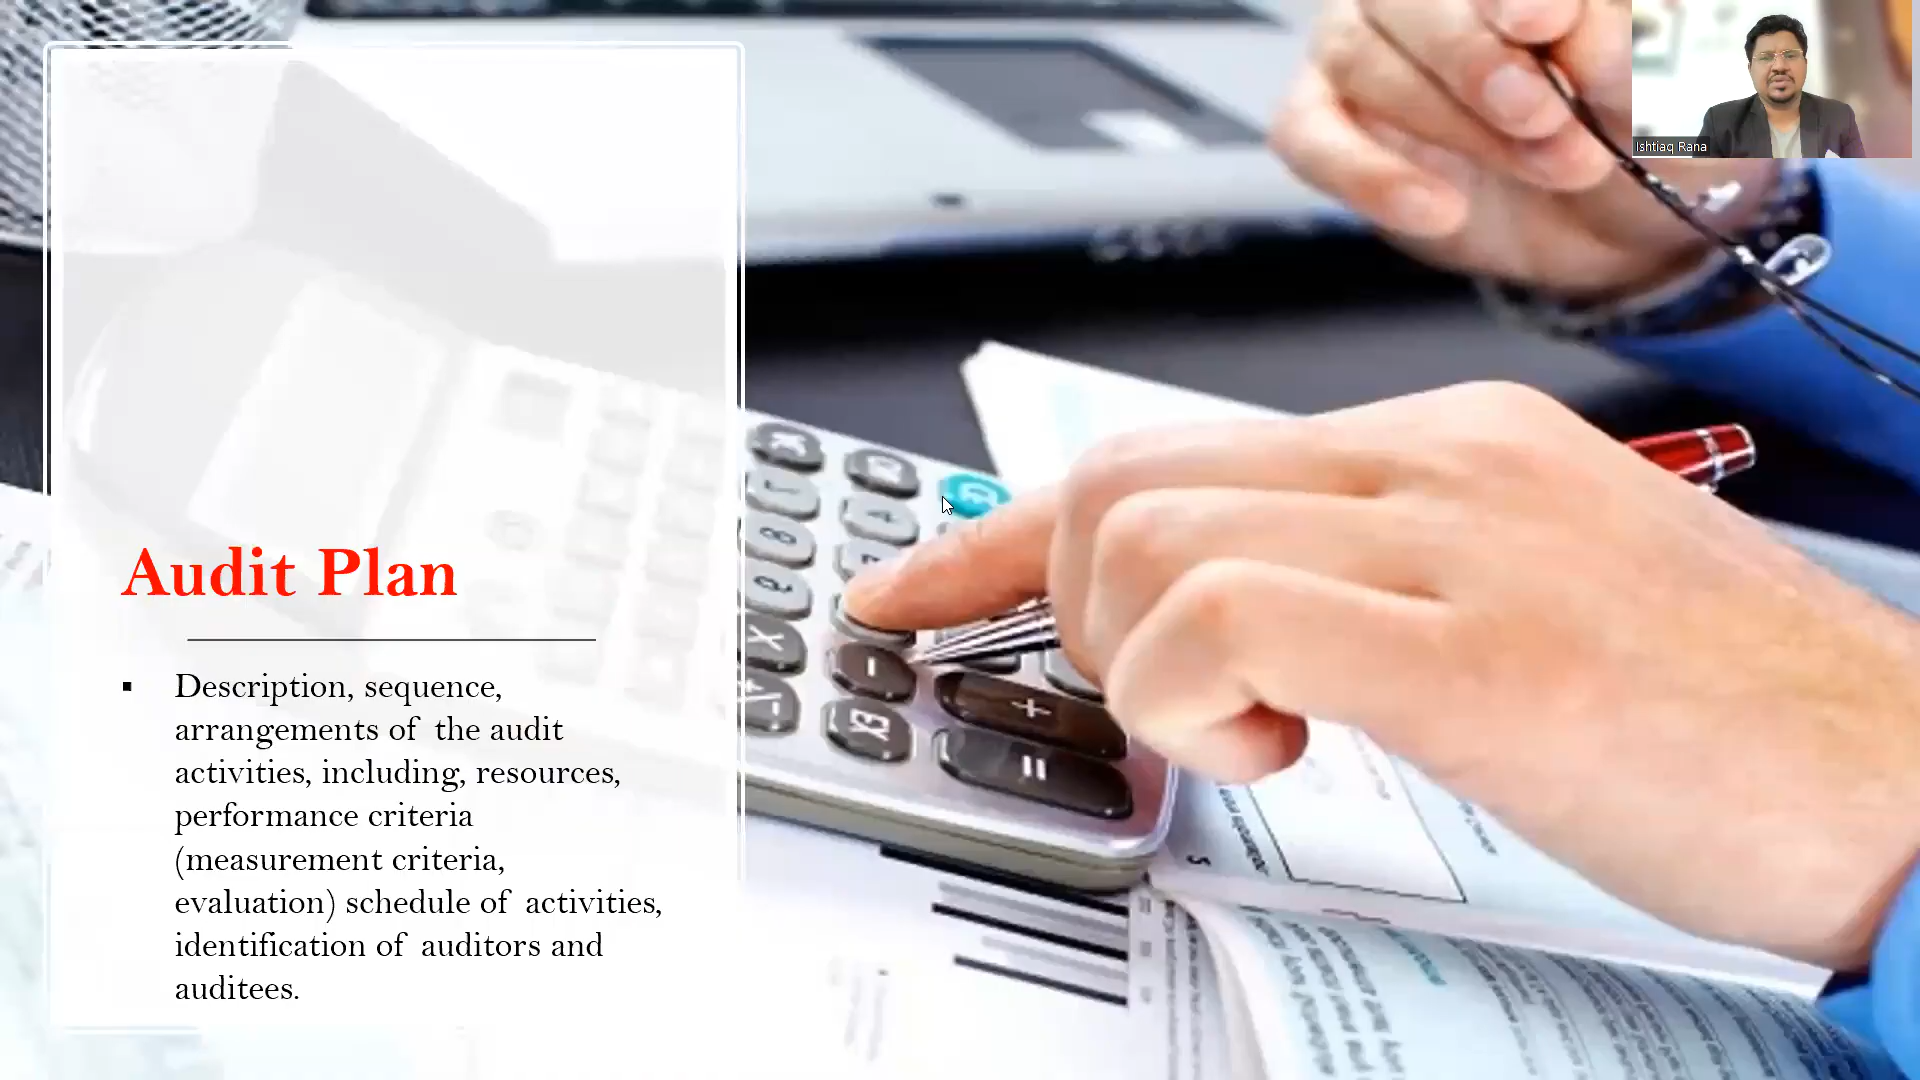 Ishtiaq Rana
Audit Plan
▪ Description, sequence,
arrangements of the audit
activities, including, resources,
performance criteria
(measurement criteria,
evaluation) schedule of activities,
identification of auditors and
auditees.